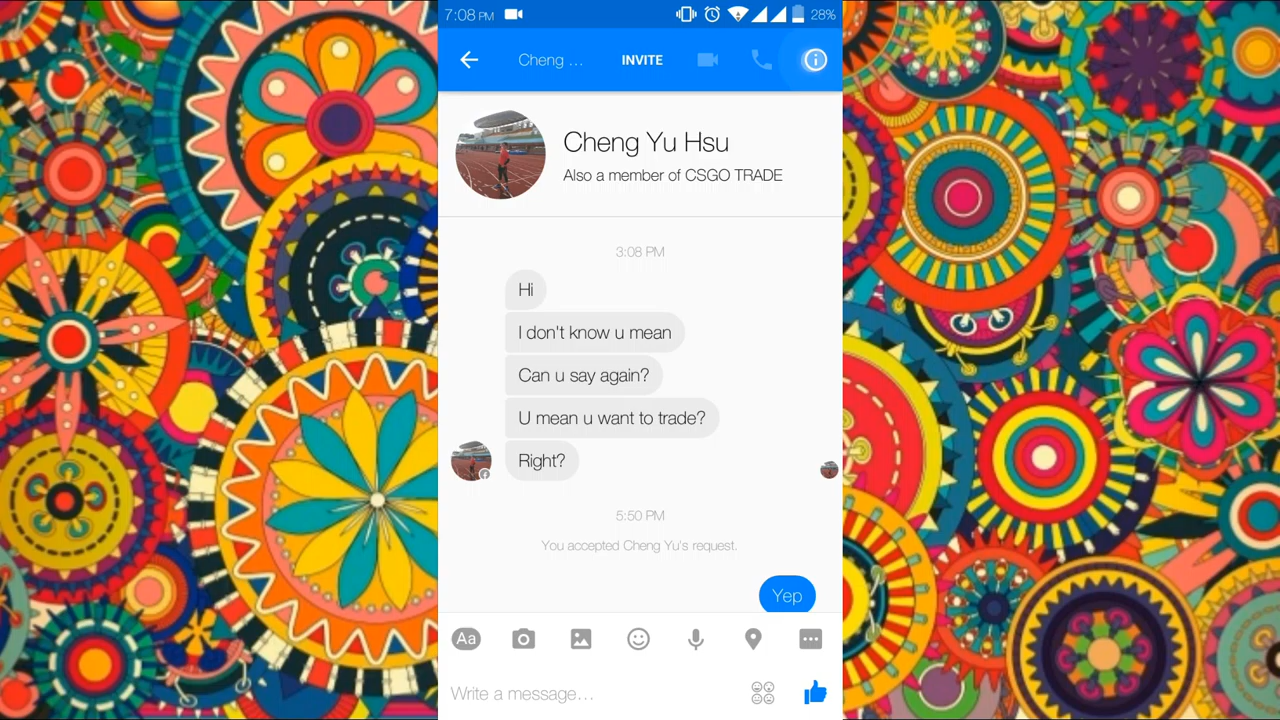 7:08 PM
28%
Cheng ...
INVITE
Cheng Yu Hsu
Also a member of CSGO TRADE
3:08 PM
Hi
I don't know u mean
Can u say again?
U mean u want to trade?
Right?
5:50 PM
You accepted Cheng Yu's request.
Yep
Aa
Write a message...